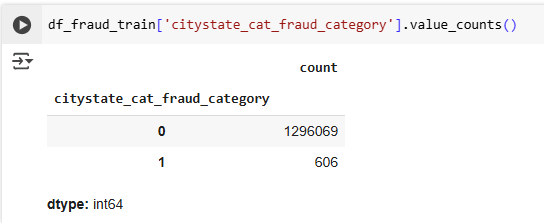 df_fraud_train['citystate_cat_fraud_category'].value_counts()
count
citystate_cat_fraud_category
0 1296069
1 606
dtype: int64